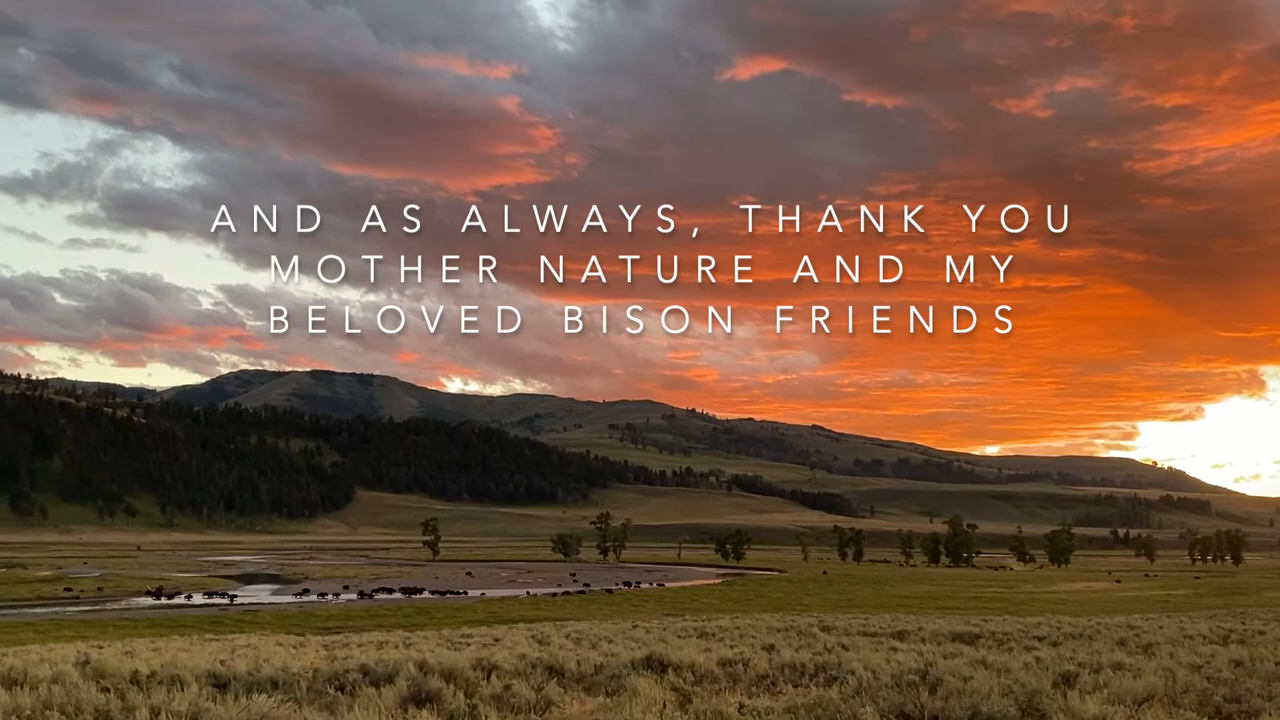 AND AS ALWAYS, THANK YOU
MOTHER NATURE AND MY
BELOVED BISON FRIENDS